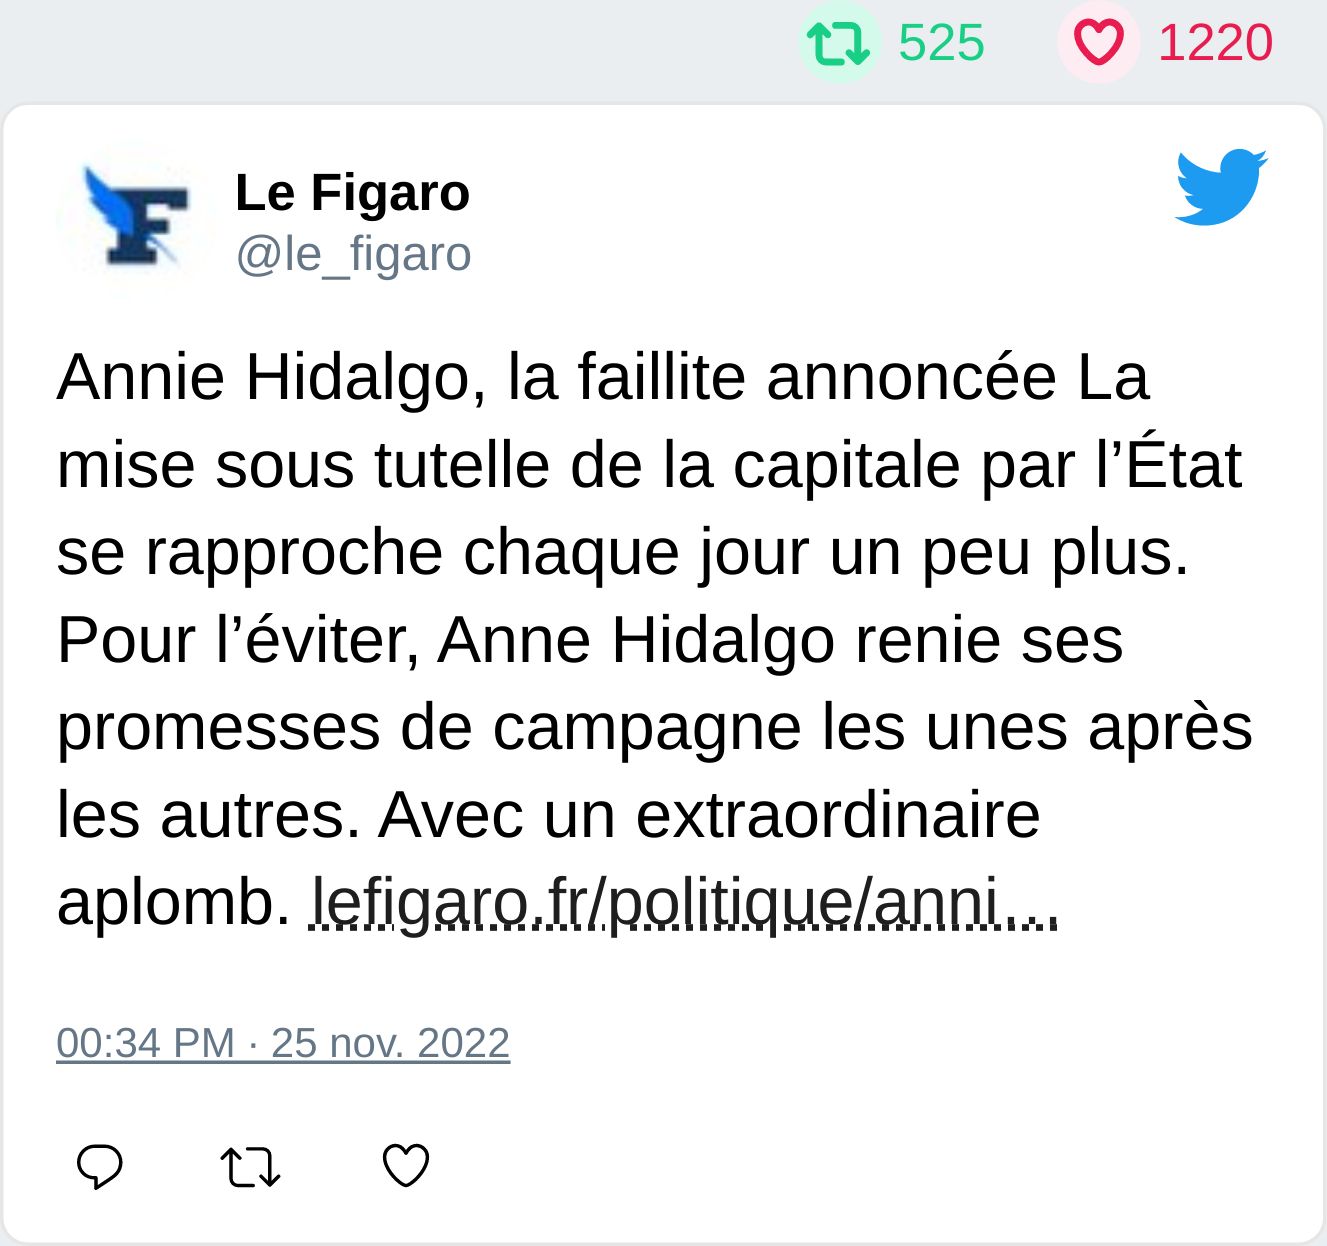 525 1220
Le Figaro
@le_figaro
Annie Hidalgo, la faillite annoncée La
mise sous tutelle de la capitale par l’État
se rapproche chaque jour un peu plus.
Pour l’éviter, Anne Hidalgo renie ses
promesses de campagne les unes après
les autres. Avec un extraordinaire
aplomb. lefigaro.fr/politique/anni…
00:34 PM · 25 nov. 2022